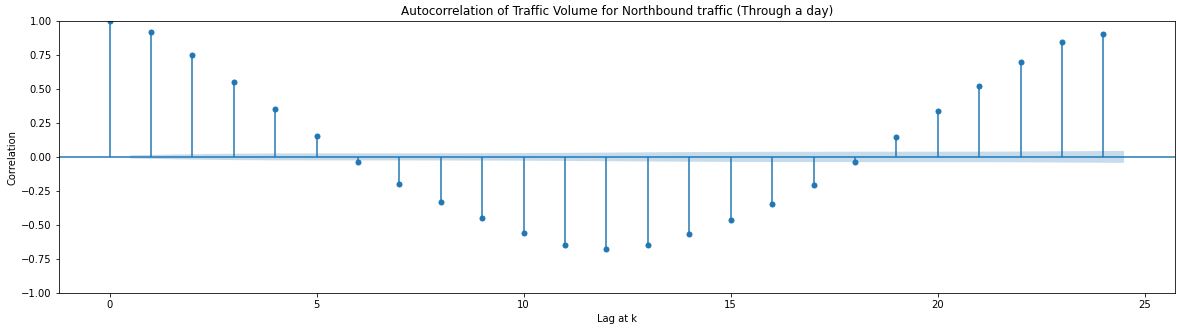 Autocorrelation of Traffic Volume for Northbound traffic (Through a day)
1.00
0.75
0.50
0.25
0.00
−0.25
−0.50
−0.75
−1.00
Correlation
0 5 10 15 20 25
Lag at k